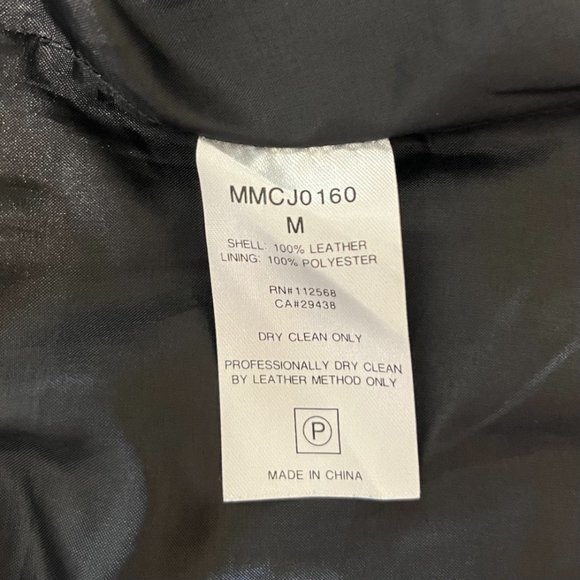 MMCJ0160
M
SHELL: 100% LEATHER
LINING: 100% POLYESTER
RN#112568
CA#29438
DRY CLEAN ONLY
PROFESSIONALLY DRY CLEAN
BY LEATHER METHOD ONLY
P
MADE IN CHINA